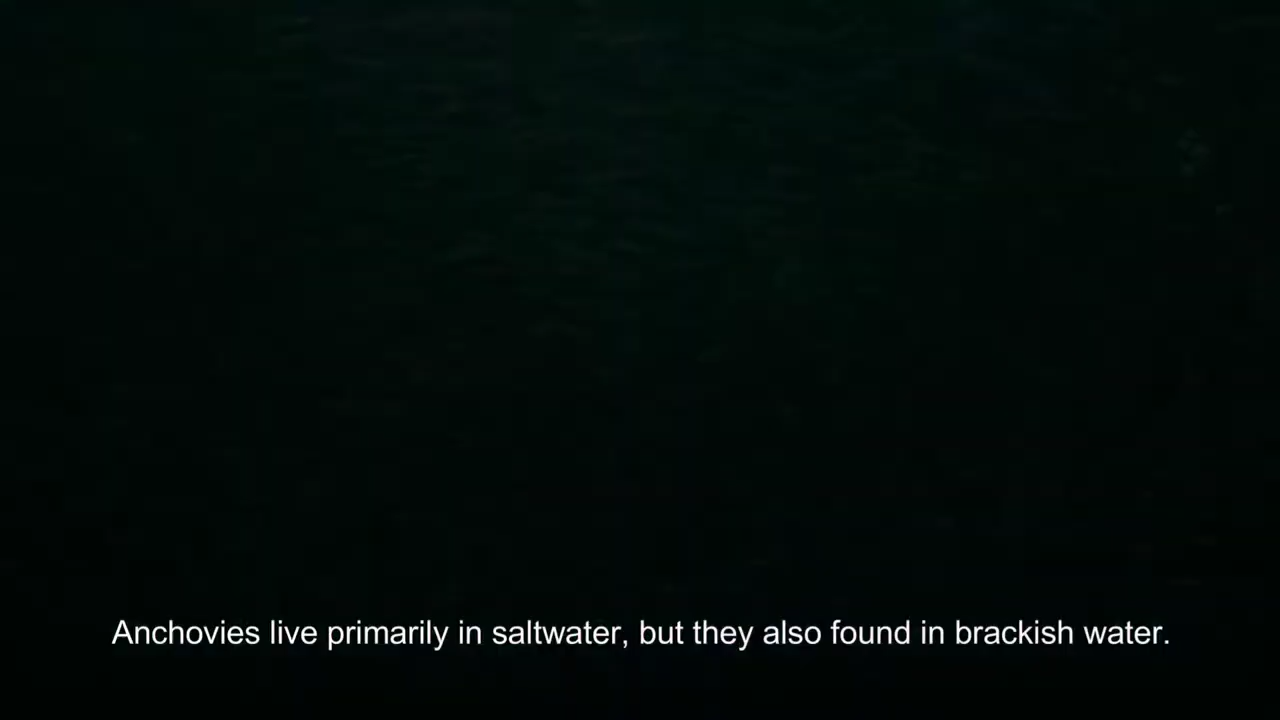 Anchovies live primarily in saltwater, but they also found in brackish water.